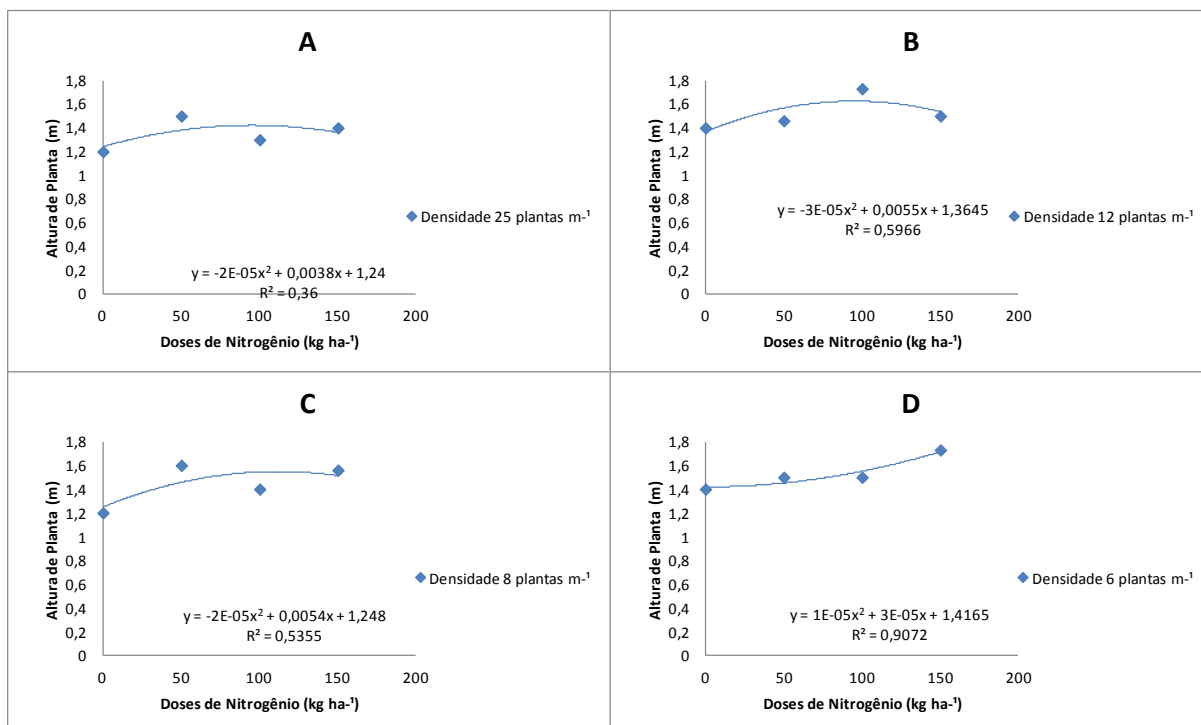 A
Altura de Planta (m)
1,8
1,6
1,4
1,2
1
0,8
0,6
0,4
0,2
0
0 50 100 150 200
Doses de Nitrogênio (kg ha-¹)
Densidade 25 plantas m-¹
y = -2E-05x² + 0,0038x + 1,24
R² = 0,36
B
Altura de Planta (m)
1,8
1,6
1,4
1,2
1
0,8
0,6
0,4
0,2
0
0 50 100 150 200
Doses de Nitrogênio (kg ha-¹)
Densidade 12 plantas m-¹
y = -3E-05x² + 0,0055x + 1,3645
R² = 0,5966
C
Altura de Planta (m)
1,8
1,6
1,4
1,2
1
0,8
0,6
0,4
0,2
0
0 50 100 150 200
Doses de Nitrogênio (kg ha-¹)
Densidade 8 plantas m-¹
y = -2E-05x² + 0,0054x + 1,248
R² = 0,5355
D
Altura de Planta (m)
1,8
1,6
1,4
1,2
1
0,8
0,6
0,4
0,2
0
0 50 100 150 200
Doses de Nitrogênio (kg ha-¹)
Densidade 6 plantas m-¹
y = 1E-05x² + 3E-05x + 1,4165
R² = 0,9072